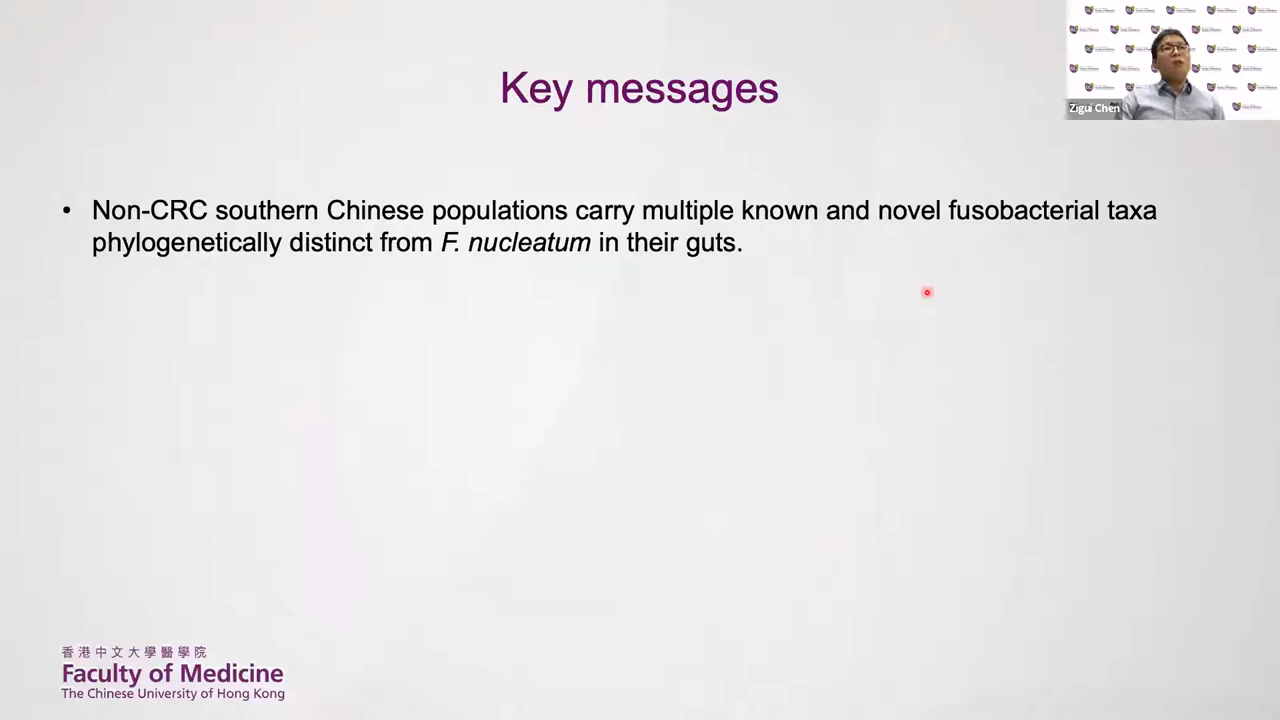 Key messages
Zigui Chen
• Non-CRC southern Chinese populations carry multiple known and novel fusobacterial taxa
phylogenetically distinct from F. nucleatum in their guts.
香港中文大學醫學院
Faculty of Medicine
The Chinese University of Hong Kong